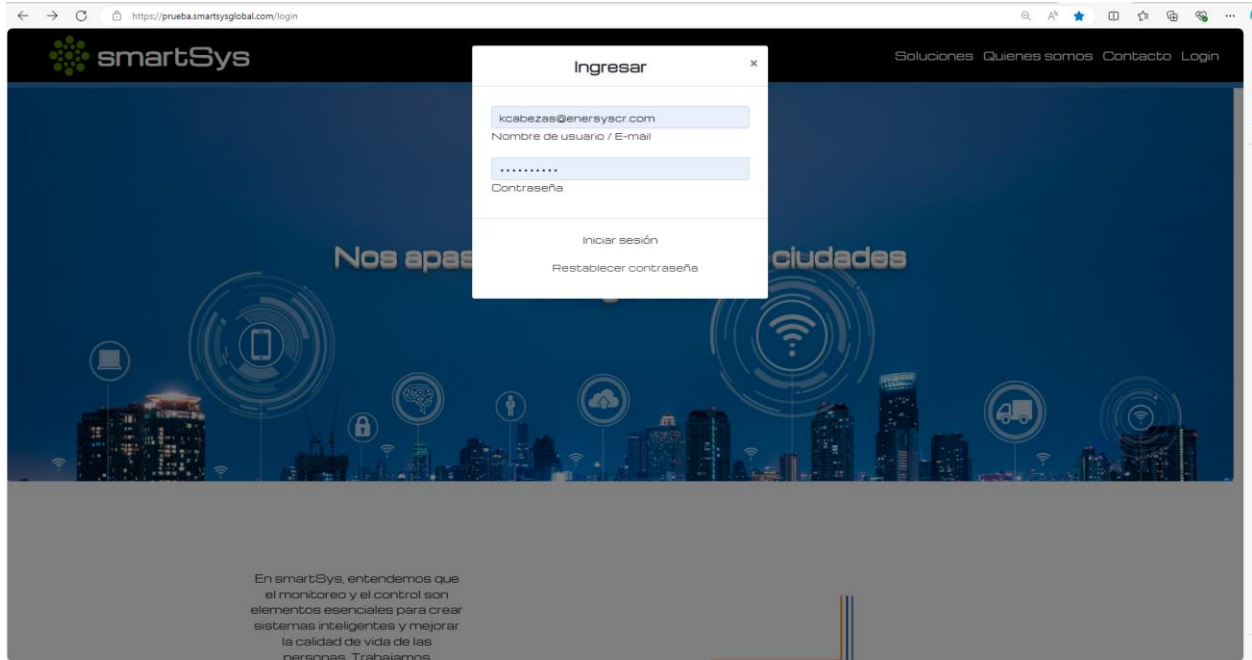 https://prueba.smartsysglobal.com/login
smartSys
Soluciones Quienes somos Contacto Login
Ingresar
×
kcabezas@enersyscr.com
Nombre de usuario / E-mail
••••••••••
Contraseña
Iniciar sesión
Restablecer contraseña
Nos ciudades
En smartSys, entendemos que
el monitoreo y el control son
elementos esenciales para crear
sistemas inteligentes y mejorar
la calidad de vida de las
personas. Trabajamos